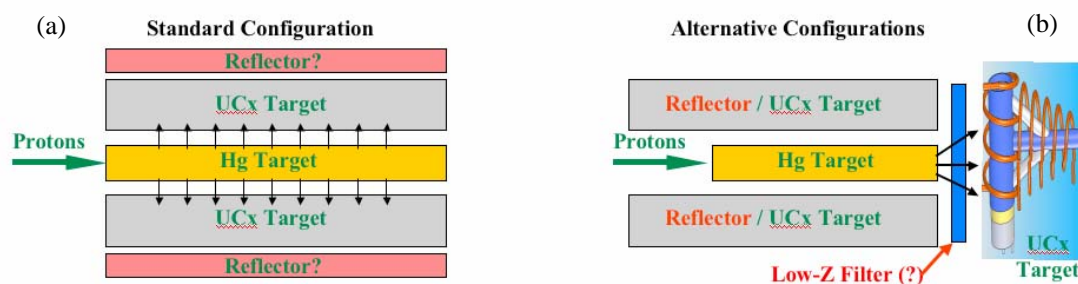 (a)
Standard Configuration
Reflector?
UCx Target
Protons
Hg Target
UCx Target
Reflector?
Alternative Configurations
(b)
Reflector / UCx Target
Protons
Hg Target
Reflector / UCx Target
Low-Z Filter (?)
UCx
Target